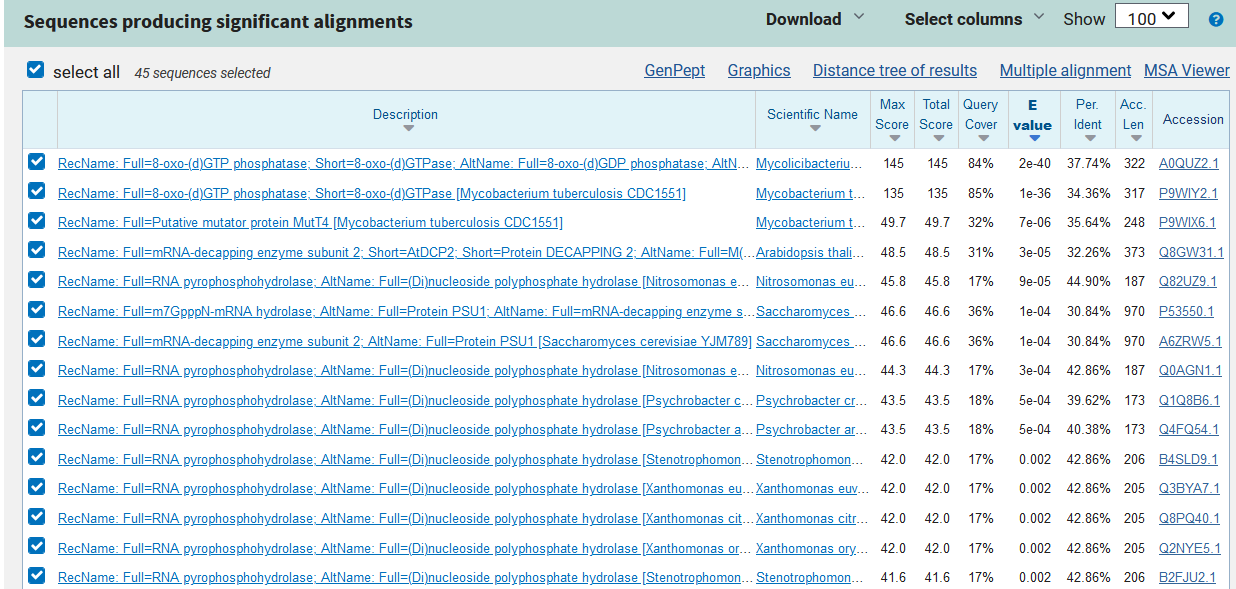 Sequences producing significant alignments Download Select columns Show 100 ?
select all 45 sequences selected GenPept Graphics Distance tree of results Multiple alignment MSA Viewer
Description Scientific Name Max Score Total Score Query Cover E value Per. Ident Acc. Len Accession
RecName: Full=8-oxo-(d)GTP phosphatase; Short=8-oxo-(d)GTPase; AltName: Full=8-oxo-(d)GDP phosphatase; AltN... Mycolicibacteriu... 145 145 84% 2e-40 37.74% 322 A0QUZ2.1
RecName: Full=8-oxo-(d)GTP phosphatase; Short=8-oxo-(d)GTPase [Mycobacterium tuberculosis CDC1551] Mycobacterium t... 135 135 85% 1e-36 34.36% 317 P9WIY2.1
RecName: Full=Putative mutator protein MutT4 [Mycobacterium tuberculosis CDC1551] Mycobacterium t... 49.7 49.7 32% 7e-06 35.64% 248 P9WIX6.1
RecName: Full=mRNA-decapping enzyme subunit 2; Short=AtDCP2; Short=Protein DECAPPING 2; AltName: Full=M(... Arabidopsis thali... 48.5 48.5 31% 3e-05 32.26% 373 Q8GW31.1
RecName: Full=RNA pyrophosphohydrolase; AltName: Full=(Di)nucleoside polyphosphate hydrolase [Nitrosomonas e... Nitrosomonas eu... 45.8 45.8 17% 9e-05 44.90% 187 Q82UZ9.1
RecName: Full=m7GpppN-mRNA hydrolase; AltName: Full=Protein PSU1; AltName: Full=mRNA-decapping enzyme s... Saccharomyces ... 46.6 46.6 36% 1e-04 30.84% 970 P53550.1
RecName: Full=mRNA-decapping enzyme subunit 2; AltName: Full=Protein PSU1 [Saccharomyces cerevisiae YJM789] Saccharomyces ... 46.6 46.6 36% 1e-04 30.84% 970 A6ZRW5.1
RecName: Full=RNA pyrophosphohydrolase; AltName: Full=(Di)nucleoside polyphosphate hydrolase [Nitrosomonas e... Nitrosomonas eu... 44.3 44.3 17% 3e-04 42.86% 187 Q0AGN1.1
RecName: Full=RNA pyrophosphohydrolase; AltName: Full=(Di)nucleoside polyphosphate hydrolase [Psychrobacter c... Psychrobacter cr... 43.5 43.5 18% 5e-04 39.62% 173 Q1Q8B6.1
RecName: Full=RNA pyrophosphohydrolase; AltName: Full=(Di)nucleoside polyphosphate hydrolase [Psychrobacter a... Psychrobacter ar... 43.5 43.5 18% 5e-04 40.38% 173 Q4FQ54.1
RecName: Full=RNA pyrophosphohydrolase; AltName: Full=(Di)nucleoside polyphosphate hydrolase [Stenotrophomon... Stenotrophomon... 42.0 42.0 17% 0.002 42.86% 206 B4SLD9.1
RecName: Full=RNA pyrophosphohydrolase; AltName: Full=(Di)nucleoside polyphosphate hydrolase [Xanthomonas eu... Xanthomonas euv... 42.0 42.0 17% 0.002 42.86% 205 Q3BYA7.1
RecName: Full=RNA pyrophosphohydrolase; AltName: Full=(Di)nucleoside polyphosphate hydrolase [Xanthomonas cit... Xanthomonas citr... 42.0 42.0 17% 0.002 42.86% 205 Q8PQ40.1
RecName: Full=RNA pyrophosphohydrolase; AltName: Full=(Di)nucleoside polyphosphate hydrolase [Xanthomonas or... Xanthomonas ory... 42.0 42.0 17% 0.002 42.86% 205 Q2NYE5.1
RecName: Full=RNA pyrophosphohydrolase; AltName: Full=(Di)nucleoside polyphosphate hydrolase [Stenotrophomon... Stenotrophomon... 41.6 41.6 17% 0.002 42.86% 206 B2FJU2.1